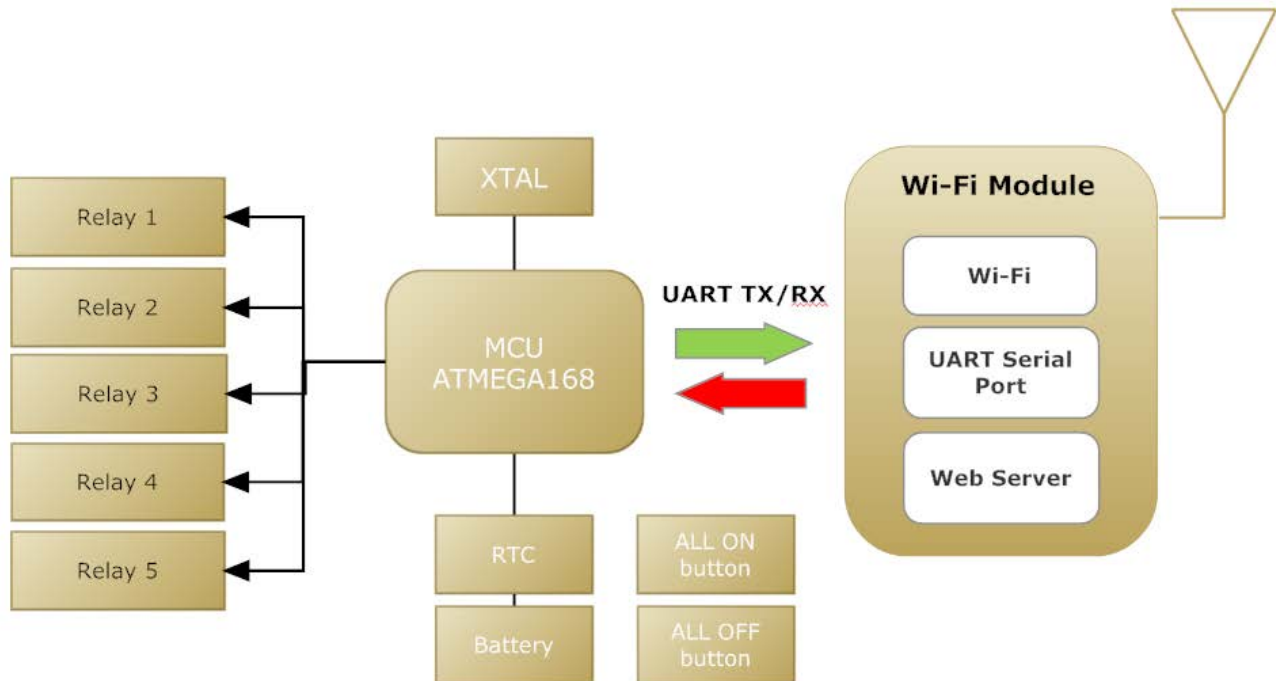 XTAL
Wi-Fi Module
Relay 1
Relay 2
Relay 3
Relay 4
Relay 5
MCU
ATMEGA168
UART TX/RX
Wi-Fi
UART Serial
Port
Web Server
RTC
Battery
ALL ON
button
ALL OFF
button